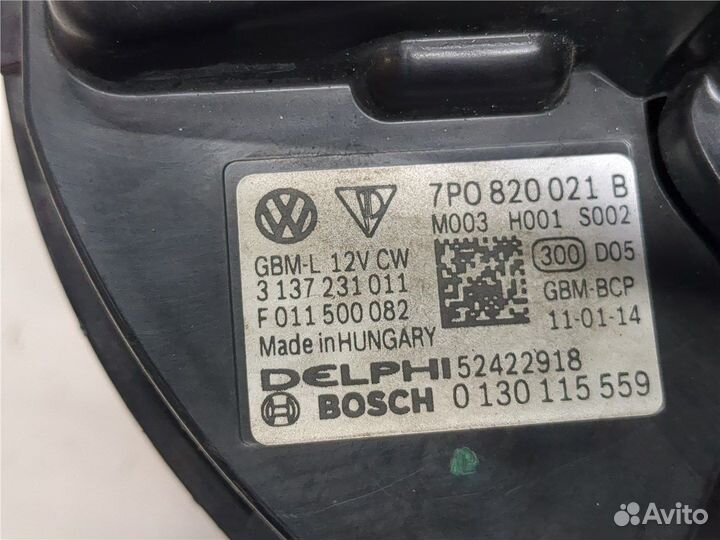 7P0 820 021 B
M003 H001 S002
GBM-L 12V CW
300 D05
3 137 231 011
GBM-BCP
F 011 500 082
11-01-14
Made in HUNGARY
DELPHI 52422918
BOSCH 0 130 115 559
Avito